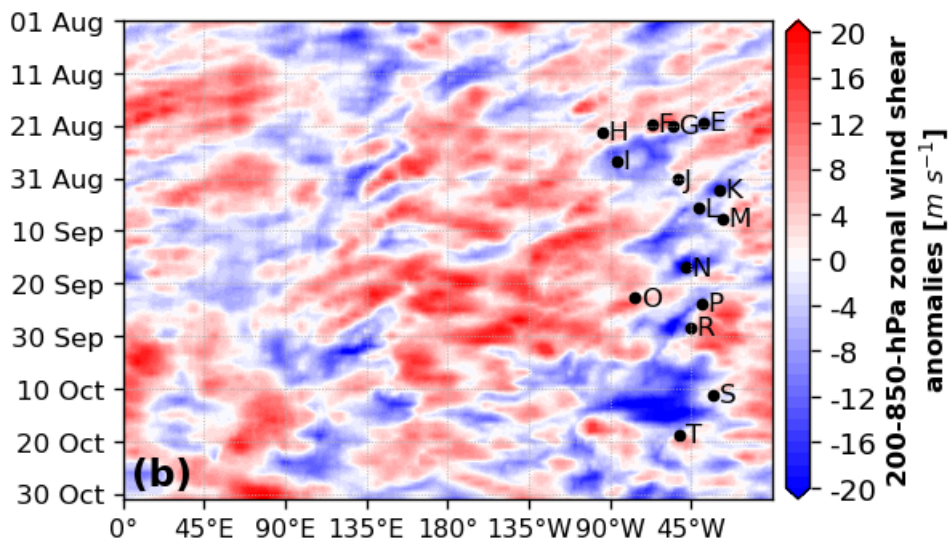 01 Aug
11 Aug
21 Aug
31 Aug
10 Sep
20 Sep
30 Sep
10 Oct
20 Oct
30 Oct
0° 45°E 90°E 135°E 180° 135°W 90°W 45°W
H F G E
I
J
K
L
M
N
O
P
R
S
T
(b)
20
16
12
8
4
0
-4
-8
-12
-16
-20
200-850-hPa zonal wind shear
anomalies [m s⁻¹]